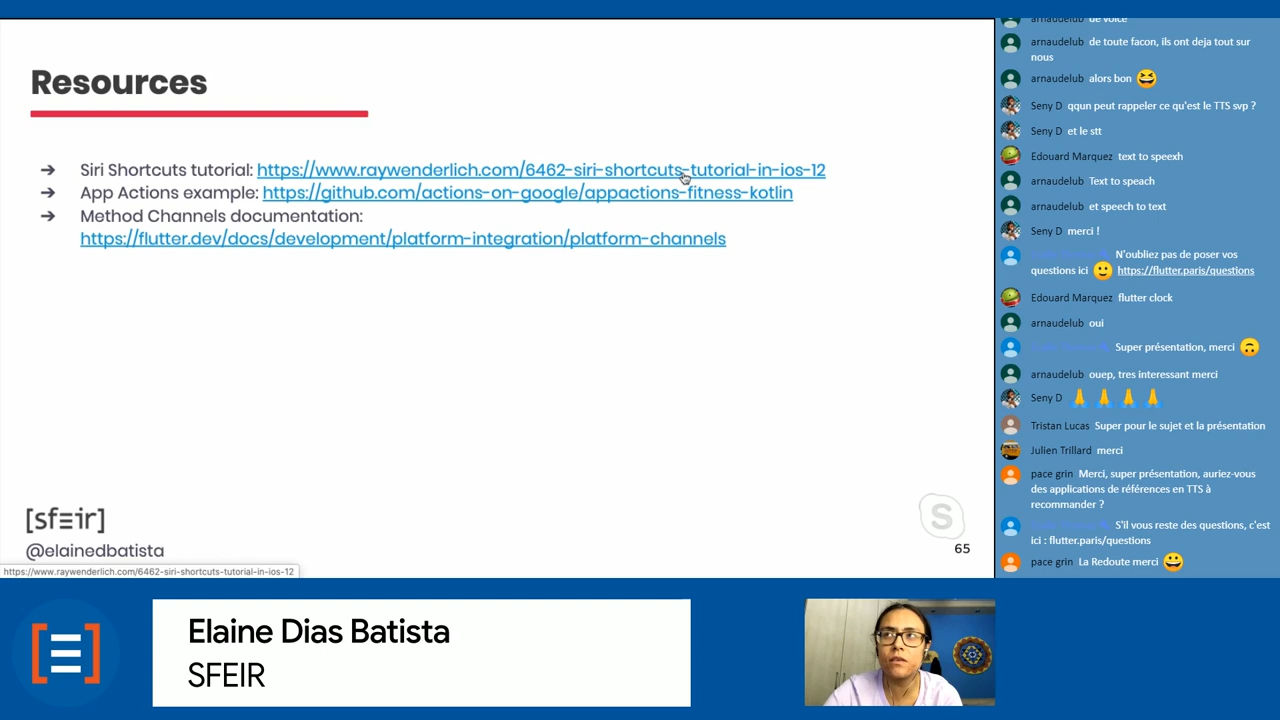 Resources
➔ Siri Shortcuts tutorial: https://www.raywenderlich.com/6462-siri-shortcuts-tutorial-in-ios-12
➔ App Actions example: https://github.com/actions-on-google/appactions-fitness-kotlin
➔ Method Channels documentation:
https://flutter.dev/docs/development/platform-integration/platform-channels
[sfΞir]
@elainedbatista
S
65
https://www.raywenderlich.com/6462-siri-shortcuts-tutorial-in-ios-12
Elaine Dias Batista
SFEIR
arnaudelub de voice
arnaudelub de toute facon, ils ont deja tout sur
nous
arnaudelub alors bon 😆
Seny D qqun peut rappeler ce qu'est le TTS svp ?
Seny D et le stt
Edouard Marquez text to speexh
arnaudelub Text to speach
arnaudelub et speech to text
Seny D merci !
N'oubliez pas de poser vos
questions ici 🙂 https://flutter.paris/questions
Edouard Marquez flutter clock
arnaudelub oui
Super présentation, merci 🙃
arnaudelub ouep, tres interessant merci
Seny D 🙏 🙏 🙏 🙏
Tristan Lucas Super pour le sujet et la présentation
Julien Trillard merci
pace grin Merci, super présentation, auriez-vous
des applications de références en TTS à
recommander ?
S'il vous reste des questions, c'est
ici : flutter.paris/questions
pace grin La Redoute merci 😀